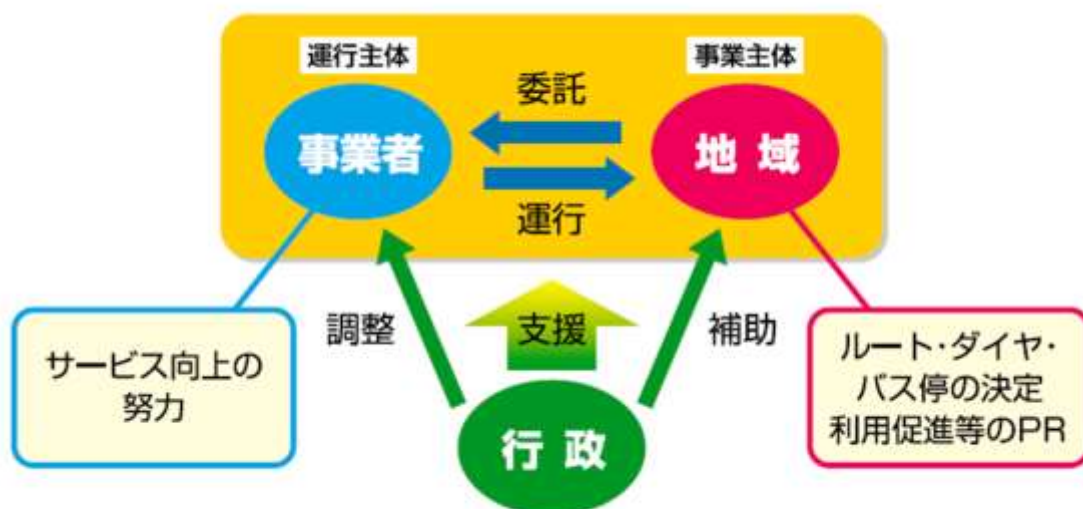 運行主体
事業主体
委託
事業者
地域
運行
調整
支援
補助
サービス向上の
努力
ルート・ダイヤ・
バス停の決定
利用促進等のPR
行政